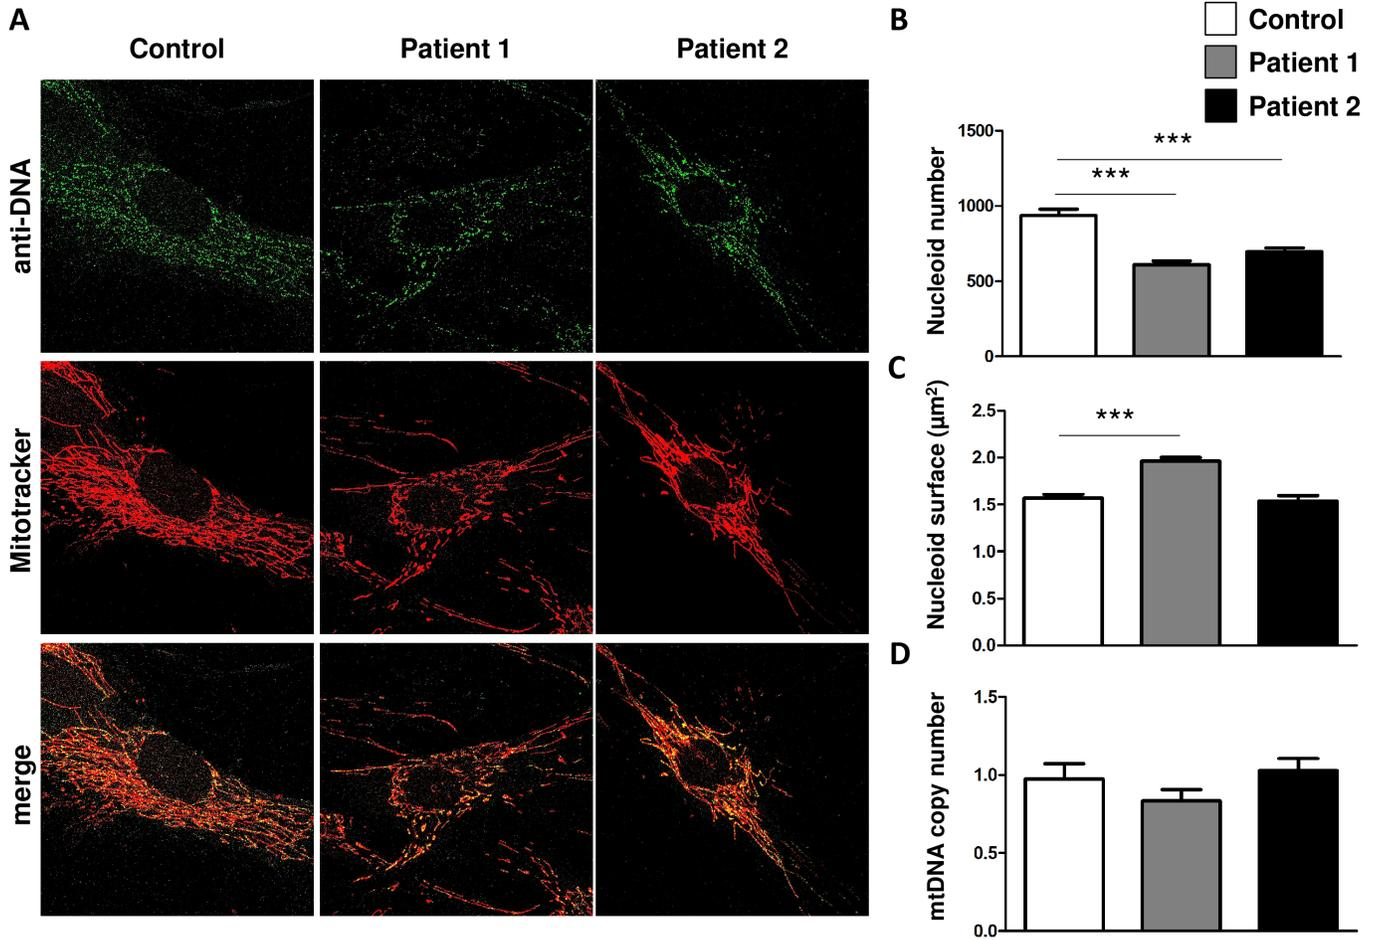 A
Control
Patient 1
Patient 2
anti-DNA
Mitotracker
merge
B
Control
Patient 1
Patient 2
Nucleoid number
1500
1000
500
0
***
***
C
Nucleoid surface (µm²)
2.5
2.0
1.5
1.0
0.5
0.0
***
D
mtDNA copy number
1.5
1.0
0.5
0.0